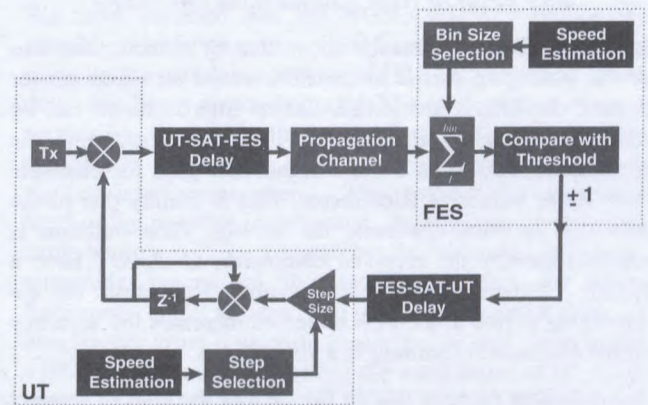 Bin Size
Selection
Speed
Estimation
Tx
UT-SAT-FES
Delay
Propagation
Channel
bin
∑
i
Compare with
Threshold
FES
±
FES-SAT-UT
Delay
Step
Size
Z-1
Speed
Estimation
Step
Selection
UT